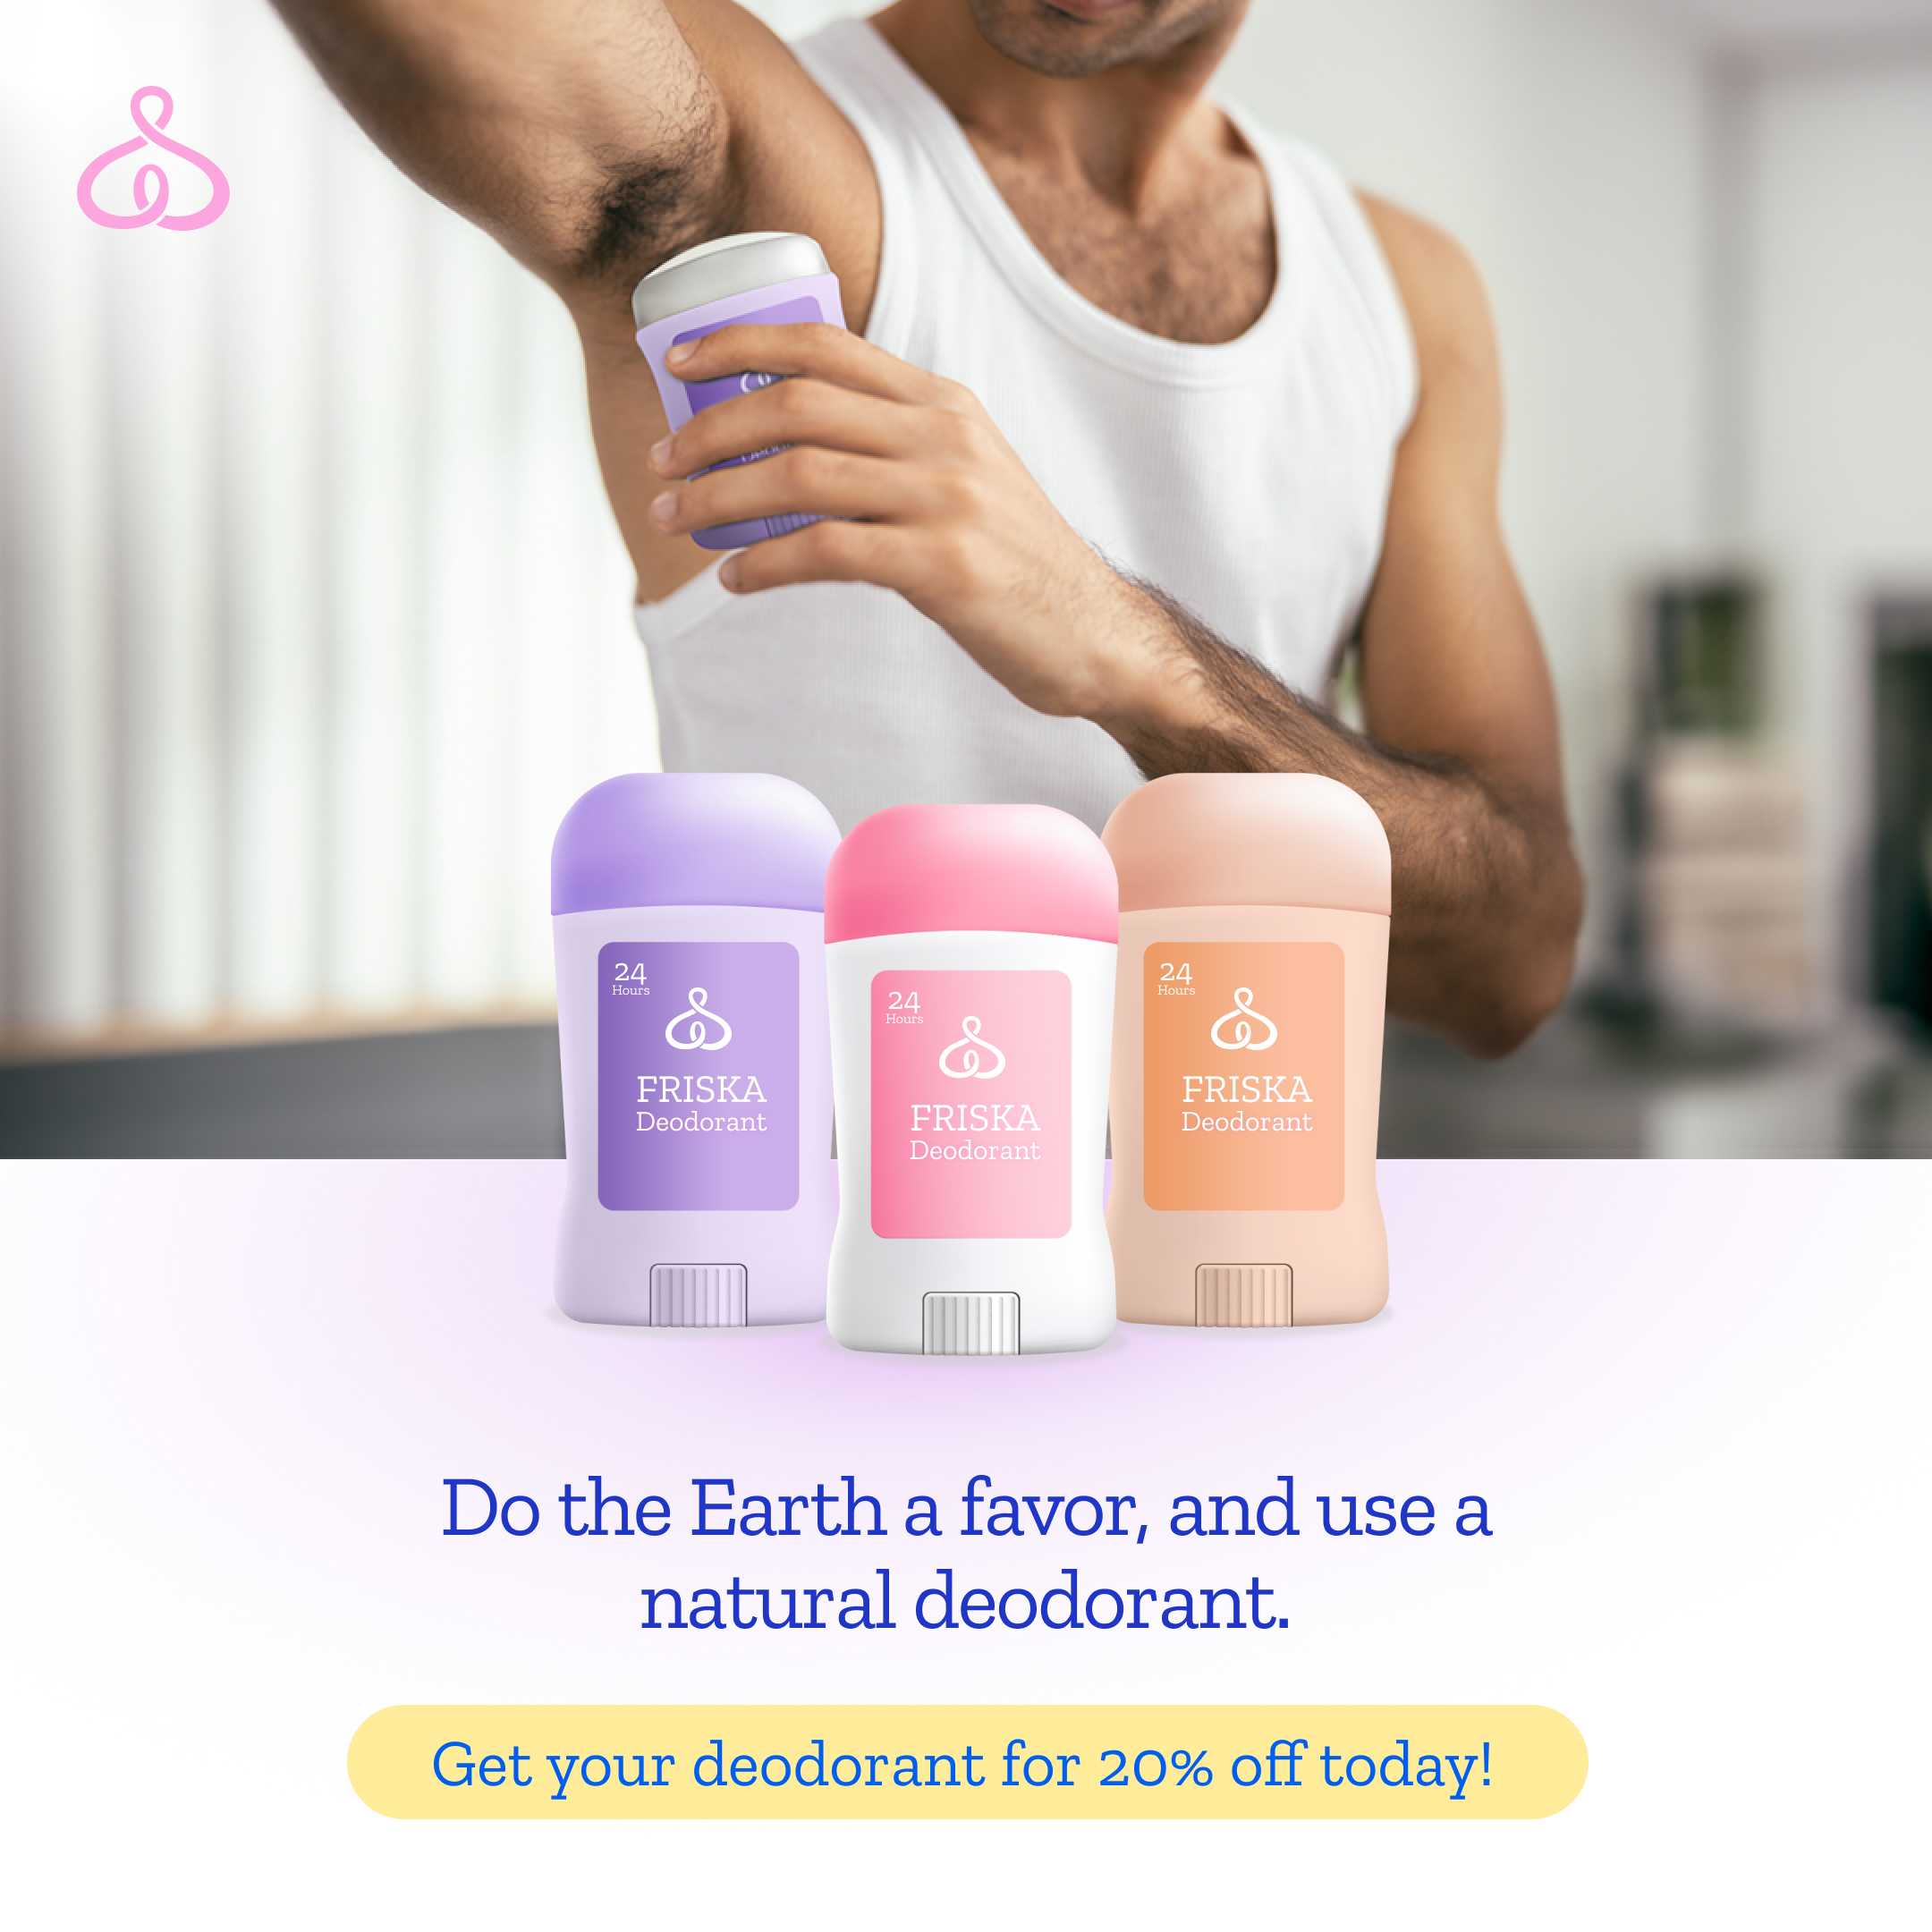 24
Hours
FRISKA
Deodorant
24
Hours
FRISKA
Deodorant
24
Hours
FRISKA
Deodorant
Do the Earth a favor, and use a
natural deodorant.
Get your deodorant for 20% off today!